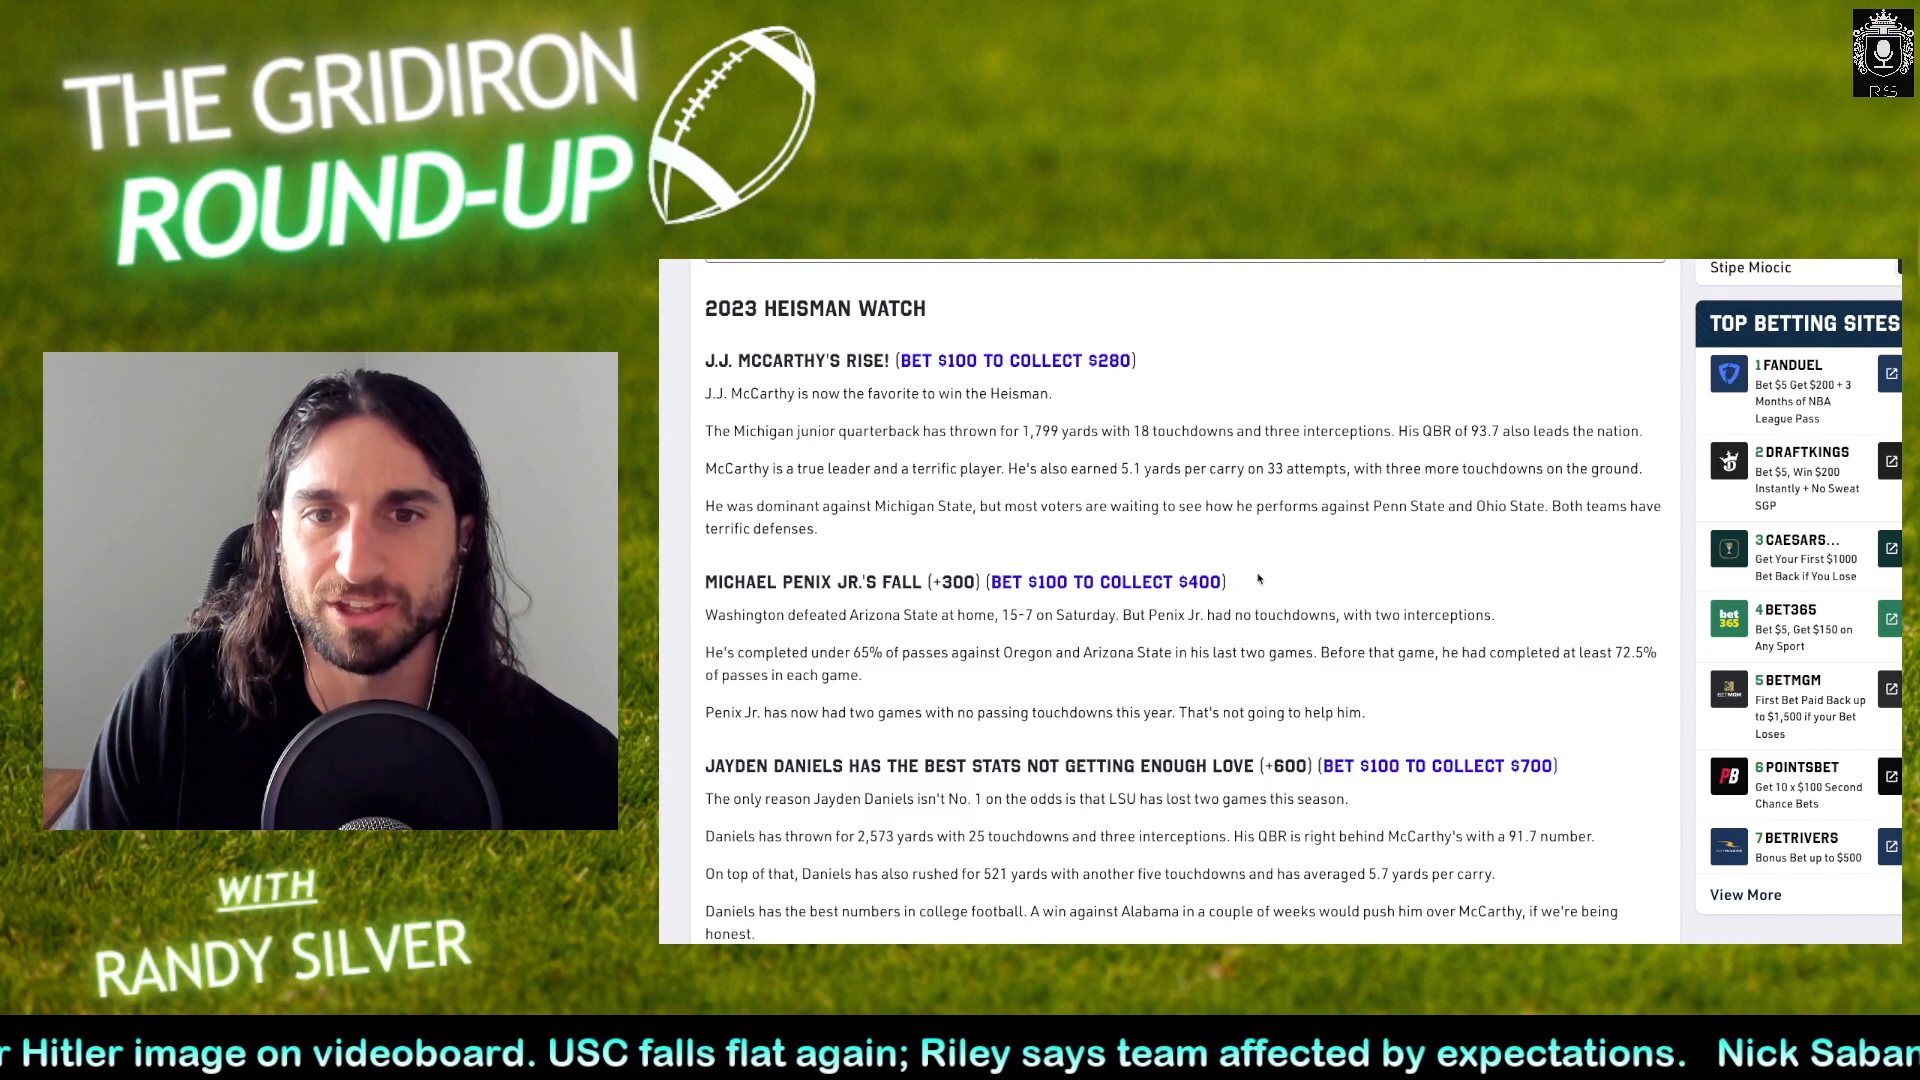 THE GRIDIRON
ROUND-UP
RS
Stipe Miocic
2023 HEISMAN WATCH
J.J. MCCARTHY'S RISE! (BET $100 TO COLLECT $280)
J.J. McCarthy is now the favorite to win the Heisman.
The Michigan junior quarterback has thrown for 1,799 yards with 18 touchdowns and three interceptions. His QBR of 93.7 also leads the nation.
McCarthy is a true leader and a terrific player. He's also earned 5.1 yards per carry on 33 attempts, with three more touchdowns on the ground.
He was dominant against Michigan State, but most voters are waiting to see how he performs against Penn State and Ohio State. Both teams have
terrific defenses.
MICHAEL PENIX JR.'S FALL (+300) (BET $100 TO COLLECT $400)
Washington defeated Arizona State at home, 15-7 on Saturday. But Penix Jr. had no touchdowns, with two interceptions.
He's completed under 65% of passes against Oregon and Arizona State in his last two games. Before that game, he had completed at least 72.5%
of passes in each game.
Penix Jr. has now had two games with no passing touchdowns this year. That's not going to help him.
JAYDEN DANIELS HAS THE BEST STATS NOT GETTING ENOUGH LOVE (+600) (BET $100 TO COLLECT $700)
The only reason Jayden Daniels isn't No. 1 on the odds is that LSU has lost two games this season.
Daniels has thrown for 2,573 yards with 25 touchdowns and three interceptions. His QBR is right behind McCarthy's with a 91.7 number.
On top of that, Daniels has also rushed for 521 yards with another five touchdowns and has averaged 5.7 yards per carry.
Daniels has the best numbers in college football. A win against Alabama in a couple of weeks would push him over McCarthy, if we're being
honest.
TOP BETTING SITES
1 FANDUEL
Bet $5 Get $200 + 3
Months of NBA
League Pass
2 DRAFTKINGS
Bet $5, Win $200
Instantly + No Sweat
SGP
3 CAESARS...
Get Your First $1000
Bet Back if You Lose
bet
365
4 BET365
Bet $5, Get $150 on
Any Sport
BETMGM
5 BETMGM
First Bet Paid Back up
to $1,500 if your Bet
Loses
PB
6 POINTSBET
Get 10 x $100 Second
Chance Bets
7 BETRIVERS
Bonus Bet up to $500
View More
WITH
RANDY SILVER
r Hitler image on videoboard. USC falls flat again; Riley says team affected by expectations. Nick Saban